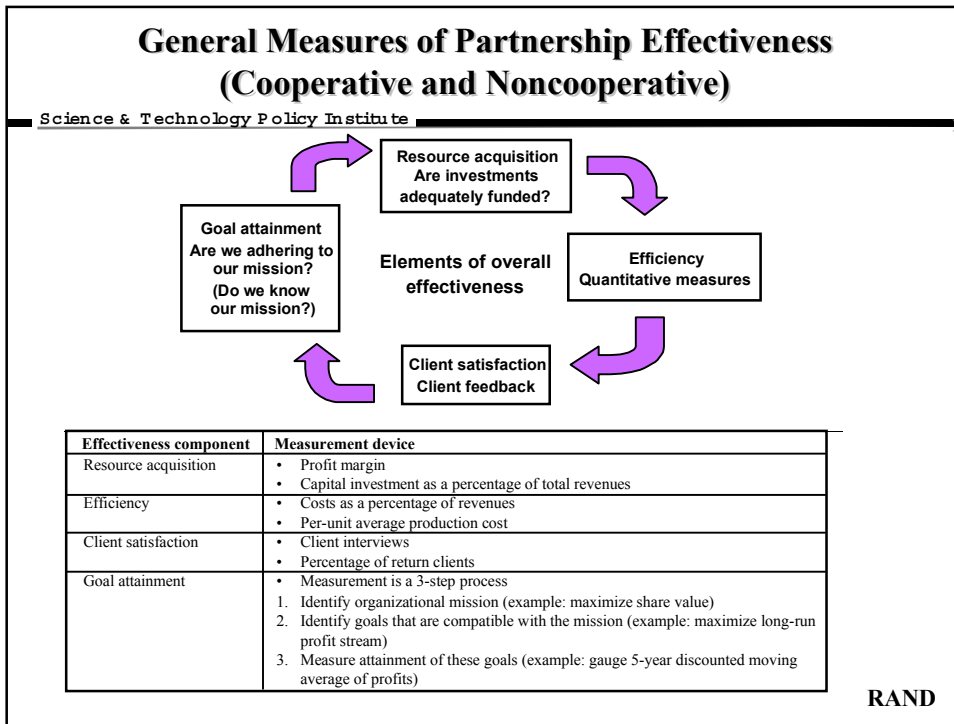 General Measures of Partnership Effectiveness
(Cooperative and Noncooperative)
Science & Technology Policy Institute
Resource acquisition
Are investments
adequately funded?
Goal attainment
Are we adhering to
our mission?
(Do we know
our mission?)
Elements of overall
effectiveness
Efficiency
Quantitative measures
Client satisfaction
Client feedback
Effectiveness component Measurement device
Resource acquisition • Profit margin
• Capital investment as a percentage of total revenues
Efficiency • Costs as a percentage of revenues
• Per-unit average production cost
Client satisfaction • Client interviews
• Percentage of return clients
Goal attainment • Measurement is a 3-step process
1. Identify organizational mission (example: maximize share value)
2. Identify goals that are compatible with the mission (example: maximize long-run
profit stream)
3. Measure attainment of these goals (example: gauge 5-year discounted moving
average of profits)
RAND